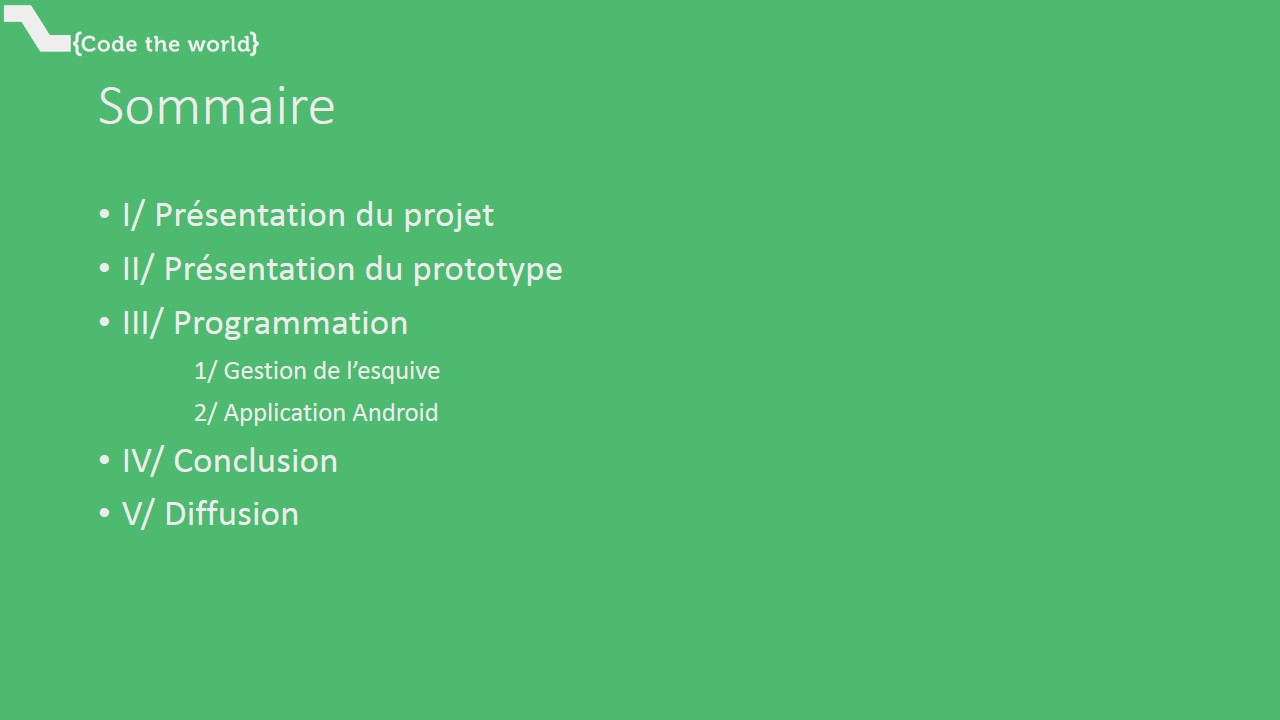 {Code the world}
Sommaire
• I/ Présentation du projet
• II/ Présentation du prototype
• III/ Programmation
1/ Gestion de l’esquive
2/ Application Android
• IV/ Conclusion
• V/ Diffusion